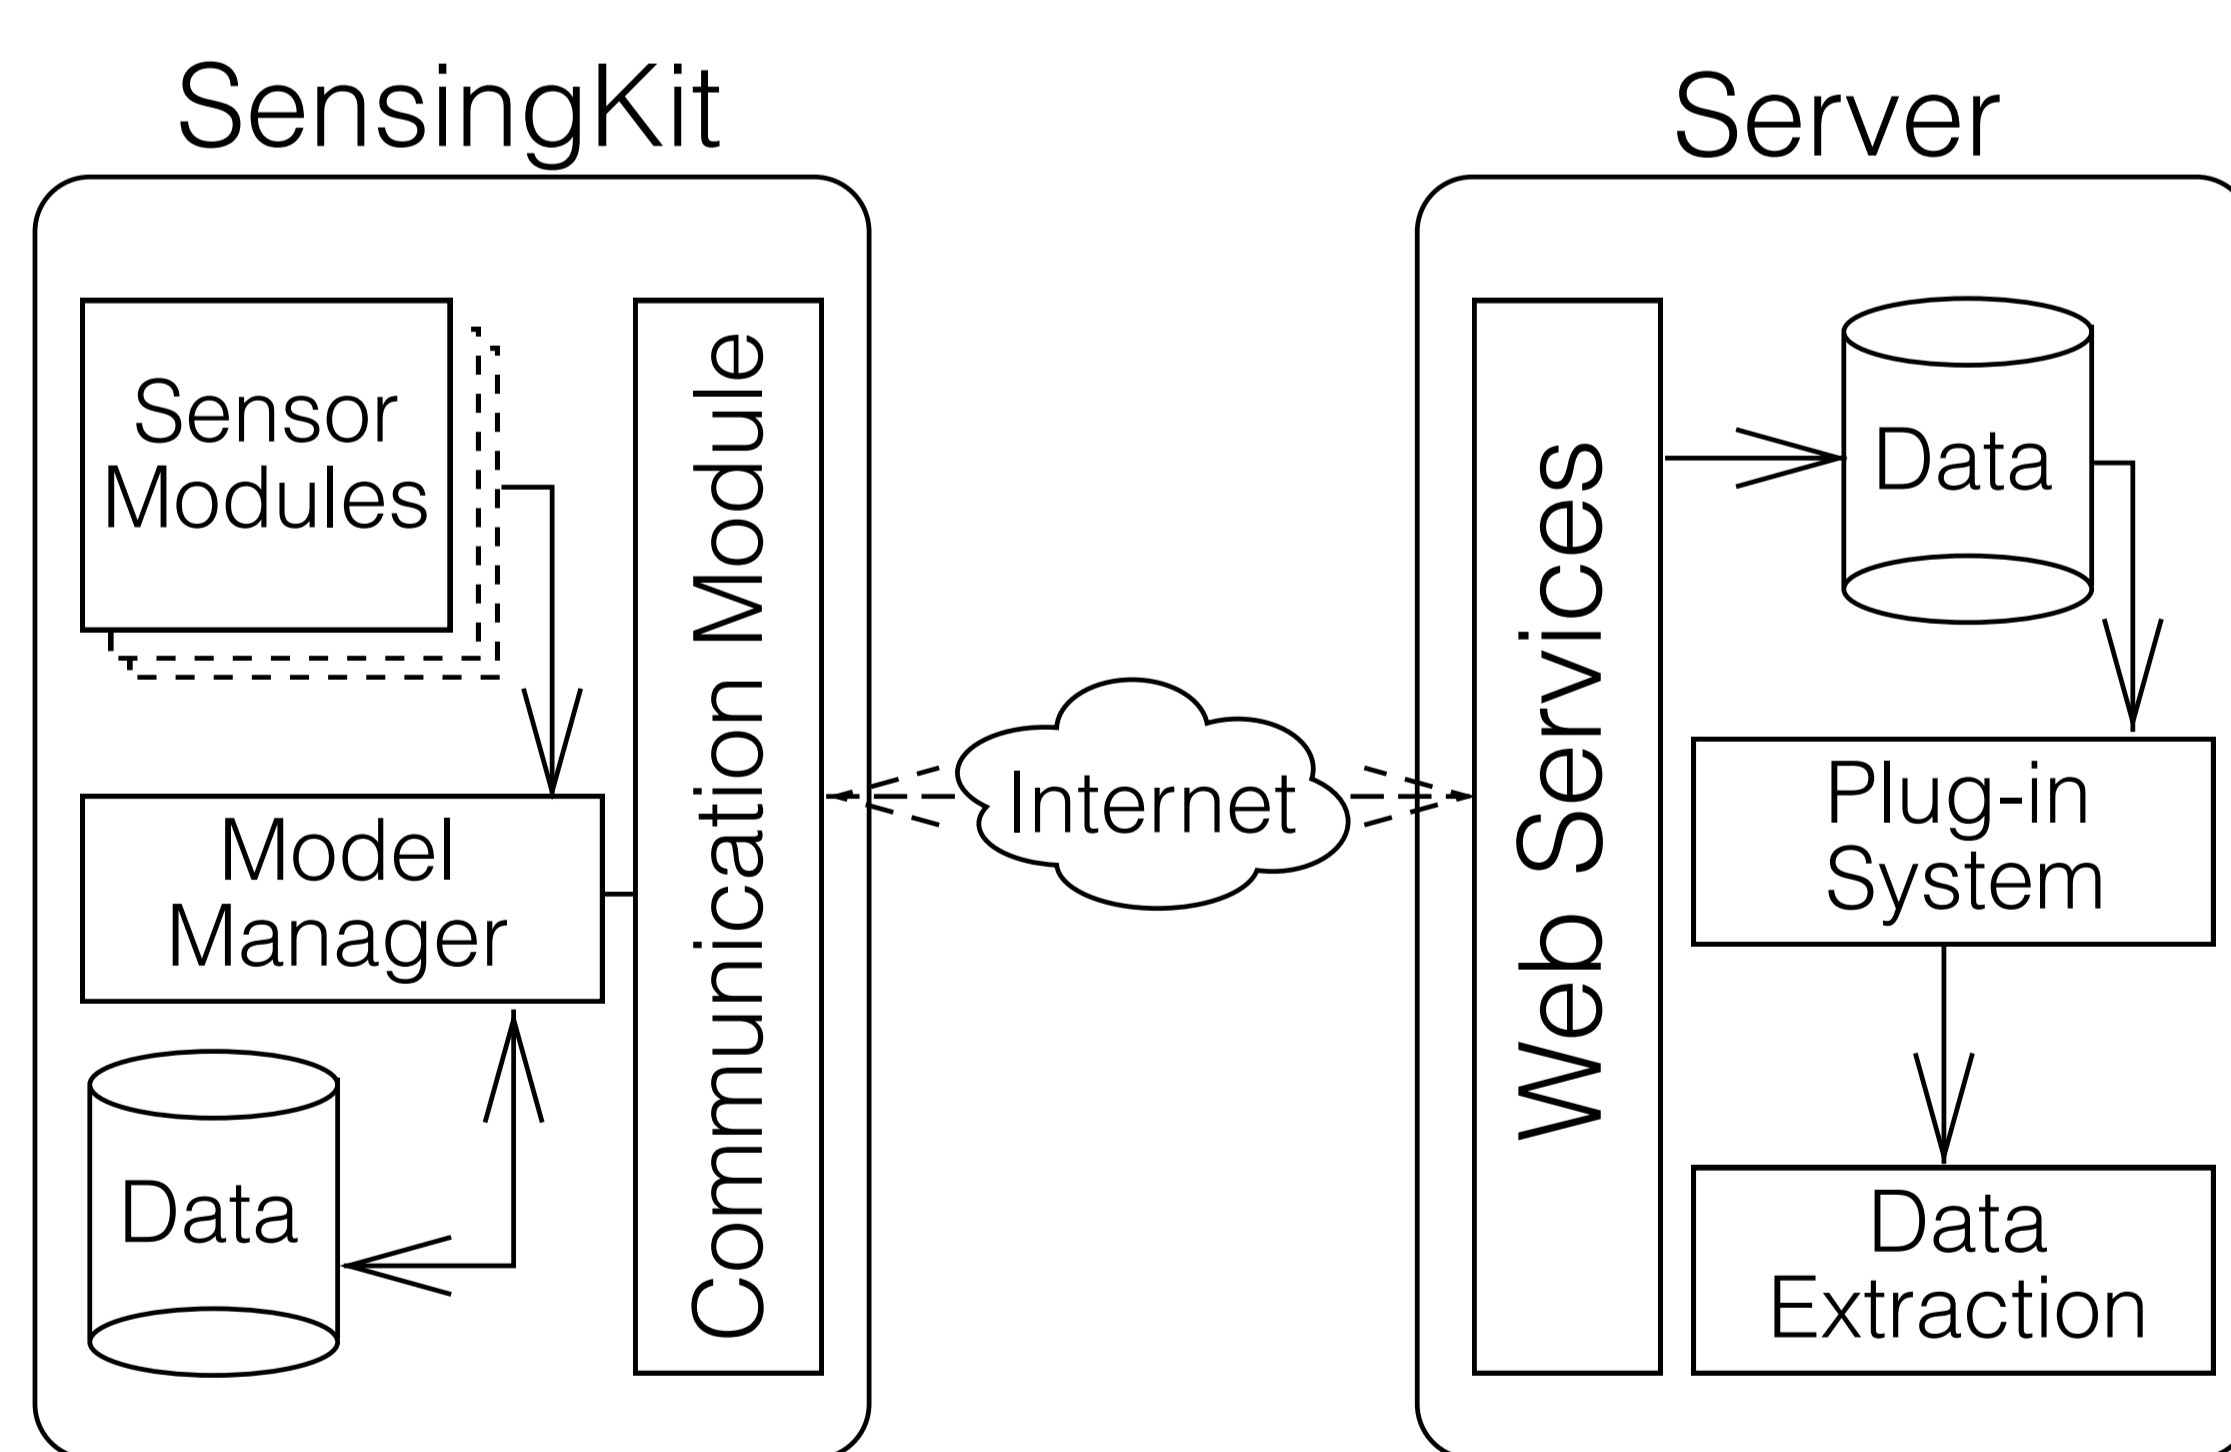 SensingKit
Sensor
Modules
Model
Manager
Data
Communication Module
Internet
Server
Web Services
Data
Plug-in
System
Data
Extraction